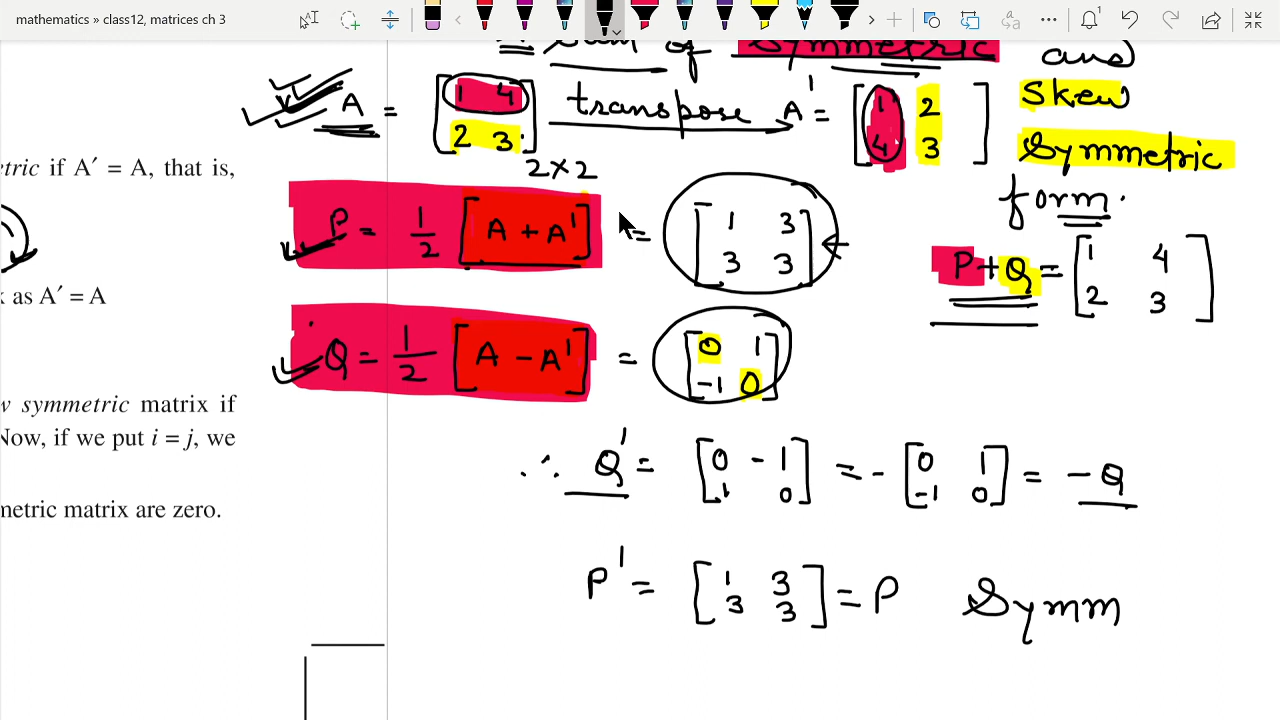 mathematics » class12, matrices ch 3
sum of symmetric and
A = [1 4 2 3] transpose A' = [1 2 4 3] Skew
2×2
Symmetric
etric if A′ = A, that is,
form.
P = 1/2 [A + A'] = [1 3 3 3]
P+Q = [1 4 2 3]
x as A′ = A
Q = 1/2 [A - A'] = [0 1 -1 0]
w symmetric matrix if
Now, if we put i = j, we
∴ Q' = [0 -1 1 0] = -[0 1 -1 0] = -Q
metric matrix are zero.
P' = [1 3 3 3] = P Symm